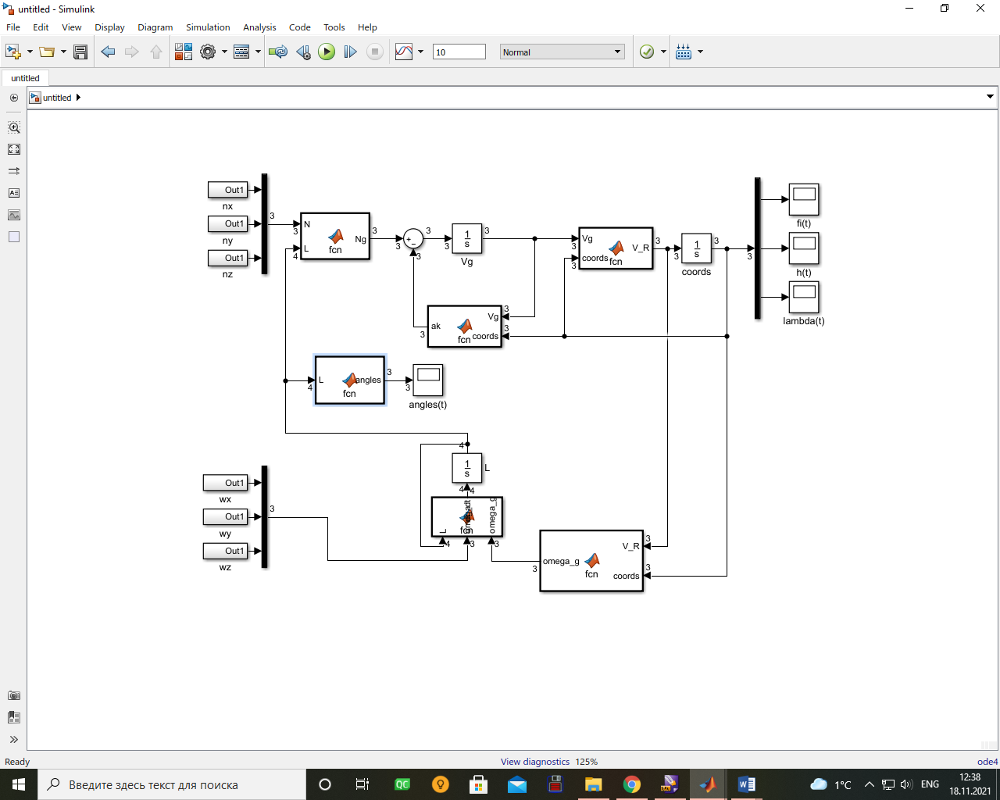 untitled - Simulink
File Edit View Display Diagram Simulation Analysis Code Tools Help
10
Normal
untitled
untitled
Out1
nx
Out1
ny
Out1
nz
3
3
4
N
L
Ng
fcn
3
3
3
3
1
s
3
Vg
3
3
Vg
coords
V_R
fcn
3
3
1
s
3
coords
3
fi(t)
h(t)
lambda(t)
3
ak
Vg
coords
fcn
3
3
3
4
L
angles
fcn
3
3
angles(t)
4
1
s
L
4
4
L
omega_g
fcn
4
3
3
Out1
wx
Out1
wy
Out1
wz
3
omega_g
V_R
coords
fcn
3
3
3
Ready
View diagnostics 125%
ode4
Введите здесь текст для поиска
QC
1°C
ENG
12:38
18.11.2021